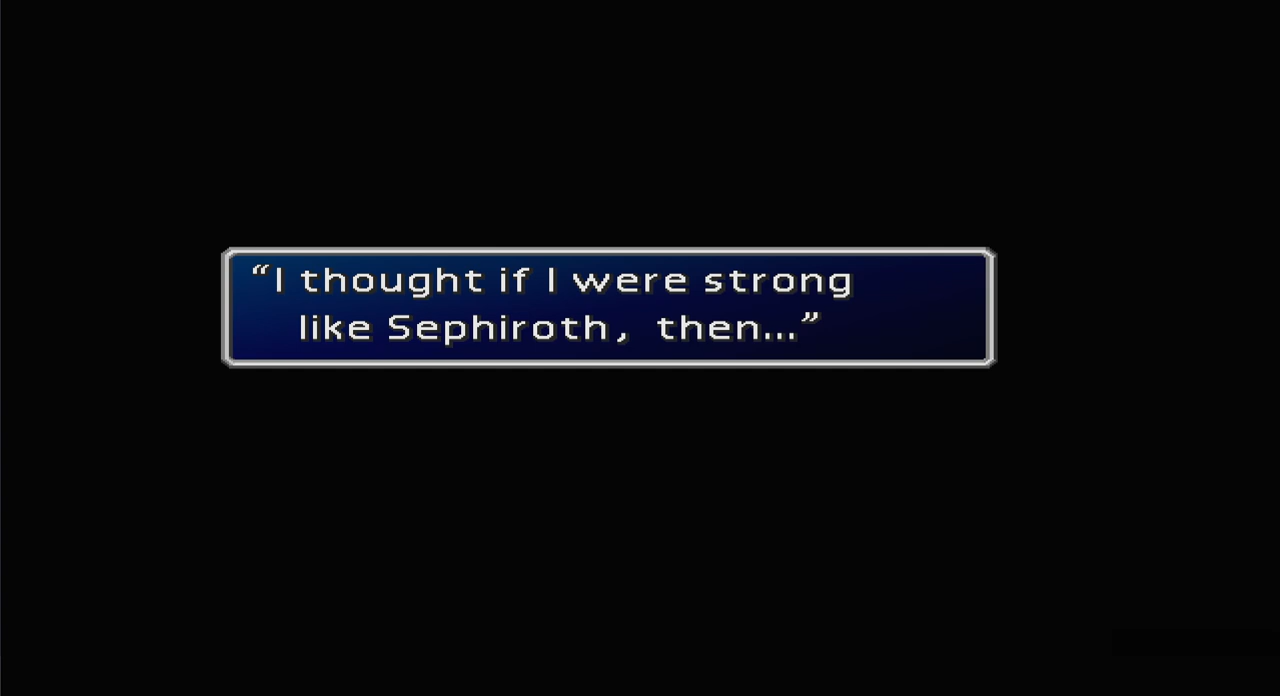 “I thought if I were strong
like Sephiroth, then...”